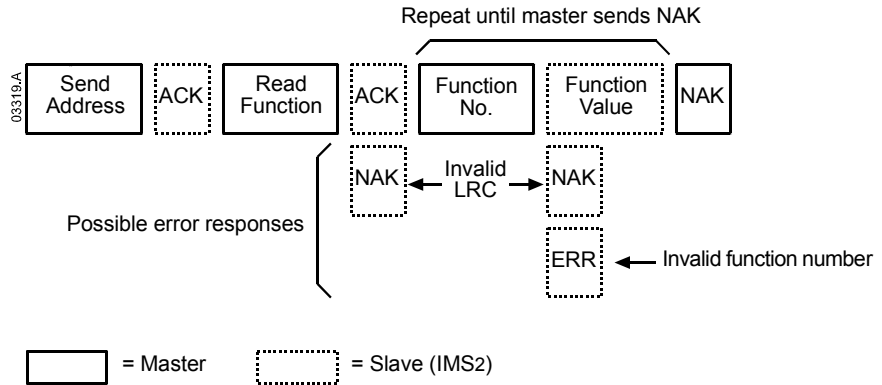 Repeat until master sends NAK
03319.A
Send
Address
ACK
Read
Function
ACK
Function
No.
Function
Value
NAK
NAK
Invalid
LRC
NAK
Possible error responses
ERR
Invalid function number
= Master
= Slave (IMS2)